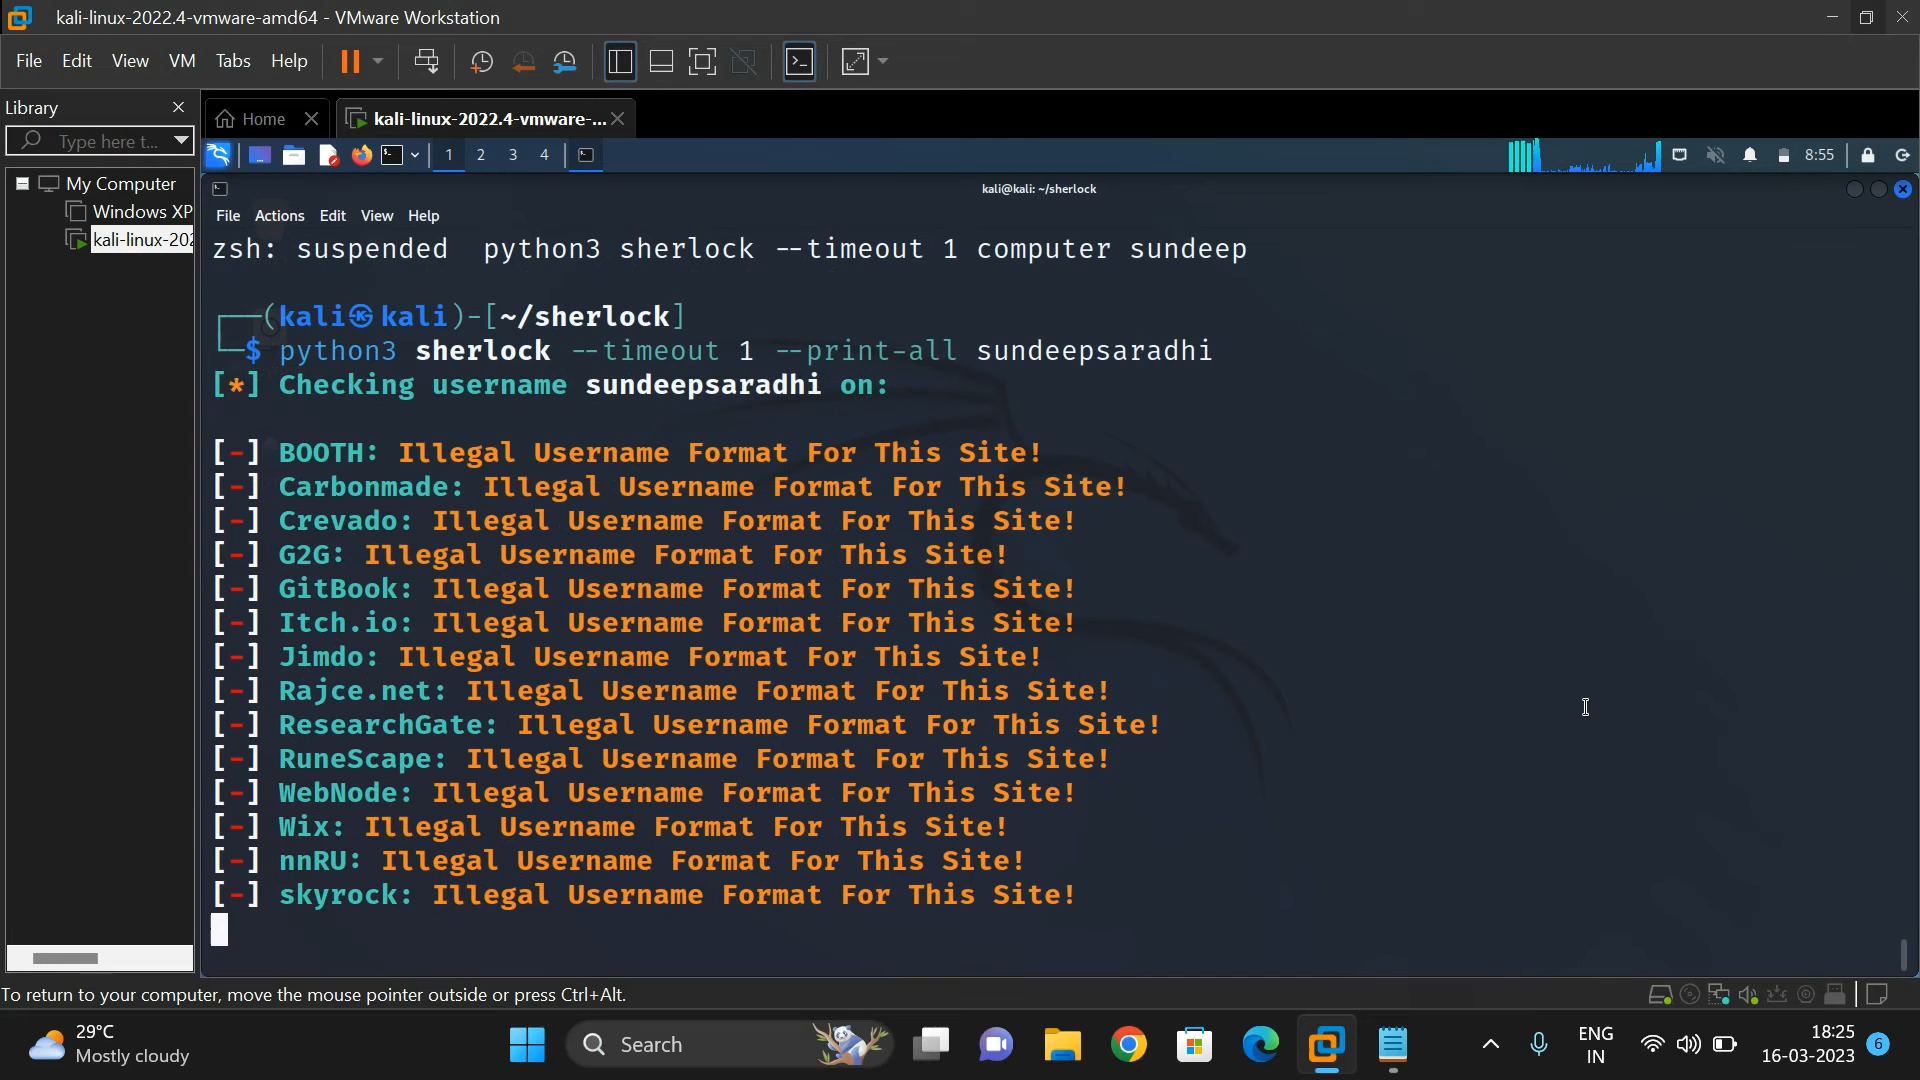 kali-linux-2022.4-vmware-amd64 - VMware Workstation
File Edit View VM Tabs Help
Library
Home
kali-linux-2022.4-vmware-...
Type here t...
1 2 3 4
8:55
My Computer
Windows XP
kali-linux-202
kali@kali: ~/sherlock
File Actions Edit View Help
zsh: suspended  python3 sherlock --timeout 1 computer sundeep
(kali㉿kali)-[~/sherlock]
$ python3 sherlock --timeout 1 --print-all sundeepsaradhi
[*] Checking username sundeepsaradhi on:
[-] BOOTH: Illegal Username Format For This Site!
[-] Carbonmade: Illegal Username Format For This Site!
[-] Crevado: Illegal Username Format For This Site!
[-] G2G: Illegal Username Format For This Site!
[-] GitBook: Illegal Username Format For This Site!
[-] Itch.io: Illegal Username Format For This Site!
[-] Jimdo: Illegal Username Format For This Site!
[-] Rajce.net: Illegal Username Format For This Site!
[-] ResearchGate: Illegal Username Format For This Site!
[-] RuneScape: Illegal Username Format For This Site!
[-] WebNode: Illegal Username Format For This Site!
[-] Wix: Illegal Username Format For This Site!
[-] nnRU: Illegal Username Format For This Site!
[-] skyrock: Illegal Username Format For This Site!
To return to your computer, move the mouse pointer outside or press Ctrl+Alt.
29°C
Mostly cloudy
Search
ENG
IN
18:25
16-03-2023
6